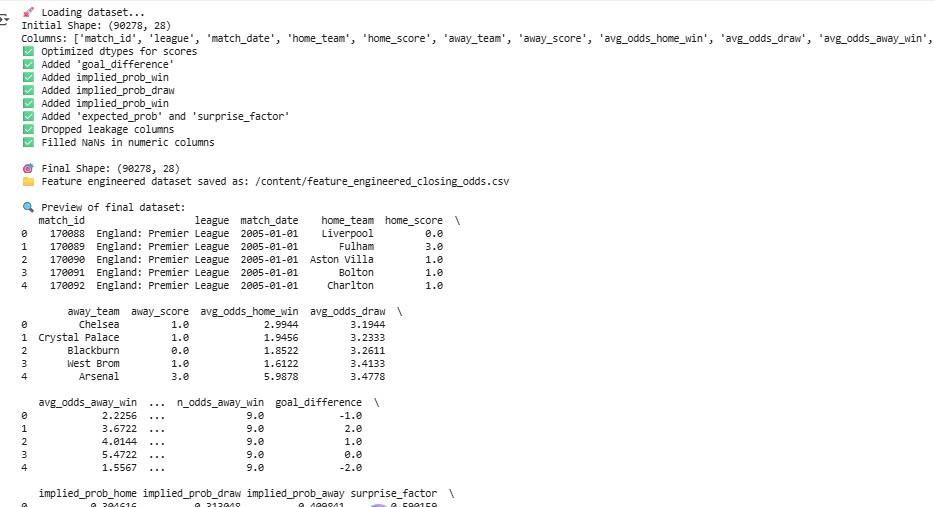 🚀 Loading dataset...
Initial Shape: (90278, 28)
Columns: ['match_id', 'league', 'match_date', 'home_team', 'home_score', 'away_team', 'away_score', 'avg_odds_home_win', 'avg_odds_draw', 'avg_odds_away_win',
✅ Optimized dtypes for scores
✅ Added 'goal_difference'
✅ Added implied_prob_win
✅ Added implied_prob_draw
✅ Added implied_prob_win
✅ Added 'expected_prob' and 'surprise_factor'
✅ Dropped leakage columns
✅ Filled NaNs in numeric columns
🎯 Final Shape: (90278, 28)
📁 Feature engineered dataset saved as: /content/feature_engineered_closing_odds.csv
🔍 Preview of final dataset:
match_id league match_date home_team home_score \
0 170088 England: Premier League 2005-01-01 Liverpool 0.0
1 170089 England: Premier League 2005-01-01 Fulham 3.0
2 170090 England: Premier League 2005-01-01 Aston Villa 1.0
3 170091 England: Premier League 2005-01-01 Bolton 1.0
4 170092 England: Premier League 2005-01-01 Charlton 1.0
away_team away_score avg_odds_home_win avg_odds_draw \
0 Chelsea 1.0 2.9944 3.1944
1 Crystal Palace 1.0 1.9456 3.2333
2 Blackburn 0.0 1.8522 3.2611
3 West Brom 1.0 1.6122 3.4133
4 Arsenal 3.0 5.9878 3.4778
avg_odds_away_win ... n_odds_away_win goal_difference \
0 2.2256 ... 9.0 -1.0
1 3.6722 ... 9.0 2.0
2 4.0144 ... 9.0 1.0
3 5.4722 ... 9.0 0.0
4 1.5567 ... 9.0 -2.0
implied_prob_home implied_prob_draw implied_prob_away surprise_factor \
0 0.304616 0.313048 0.409841 0.590159